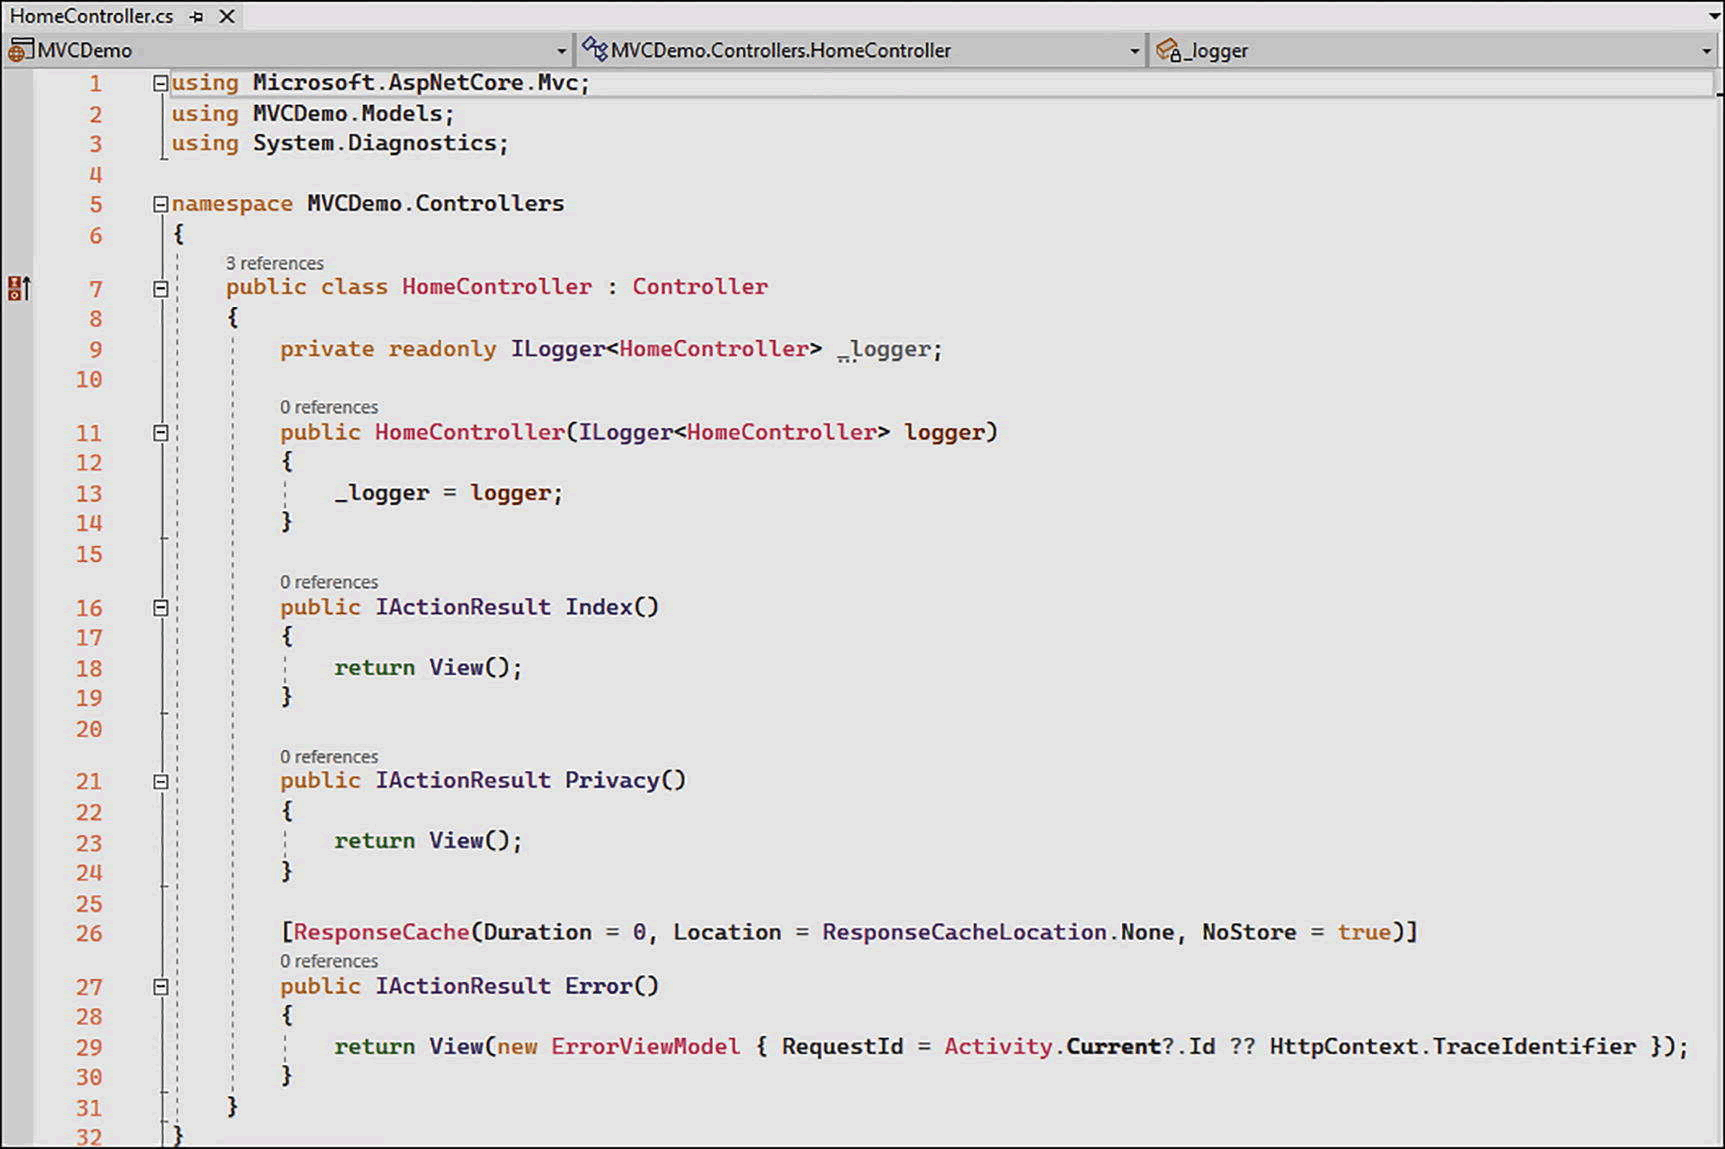 HomeController.cs
MVCDemo MVCDemo.Controllers.HomeController _logger
1 using Microsoft.AspNetCore.Mvc;
2 using MVCDemo.Models;
3 using System.Diagnostics;
4
5 namespace MVCDemo.Controllers
6 {
3 references
7 public class HomeController : Controller
8 {
9 private readonly ILogger<HomeController> _logger;
10
0 references
11 public HomeController(ILogger<HomeController> logger)
12 {
13 _logger = logger;
14 }
15
0 references
16 public IActionResult Index()
17 {
18 return View();
19 }
20
0 references
21 public IActionResult Privacy()
22 {
23 return View();
24 }
25
26 [ResponseCache(Duration = 0, Location = ResponseCacheLocation.None, NoStore = true)]
0 references
27 public IActionResult Error()
28 {
29 return View(new ErrorViewModel { RequestId = Activity.Current?.Id ?? HttpContext.TraceIdentifier });
30 }
31 }
32 }